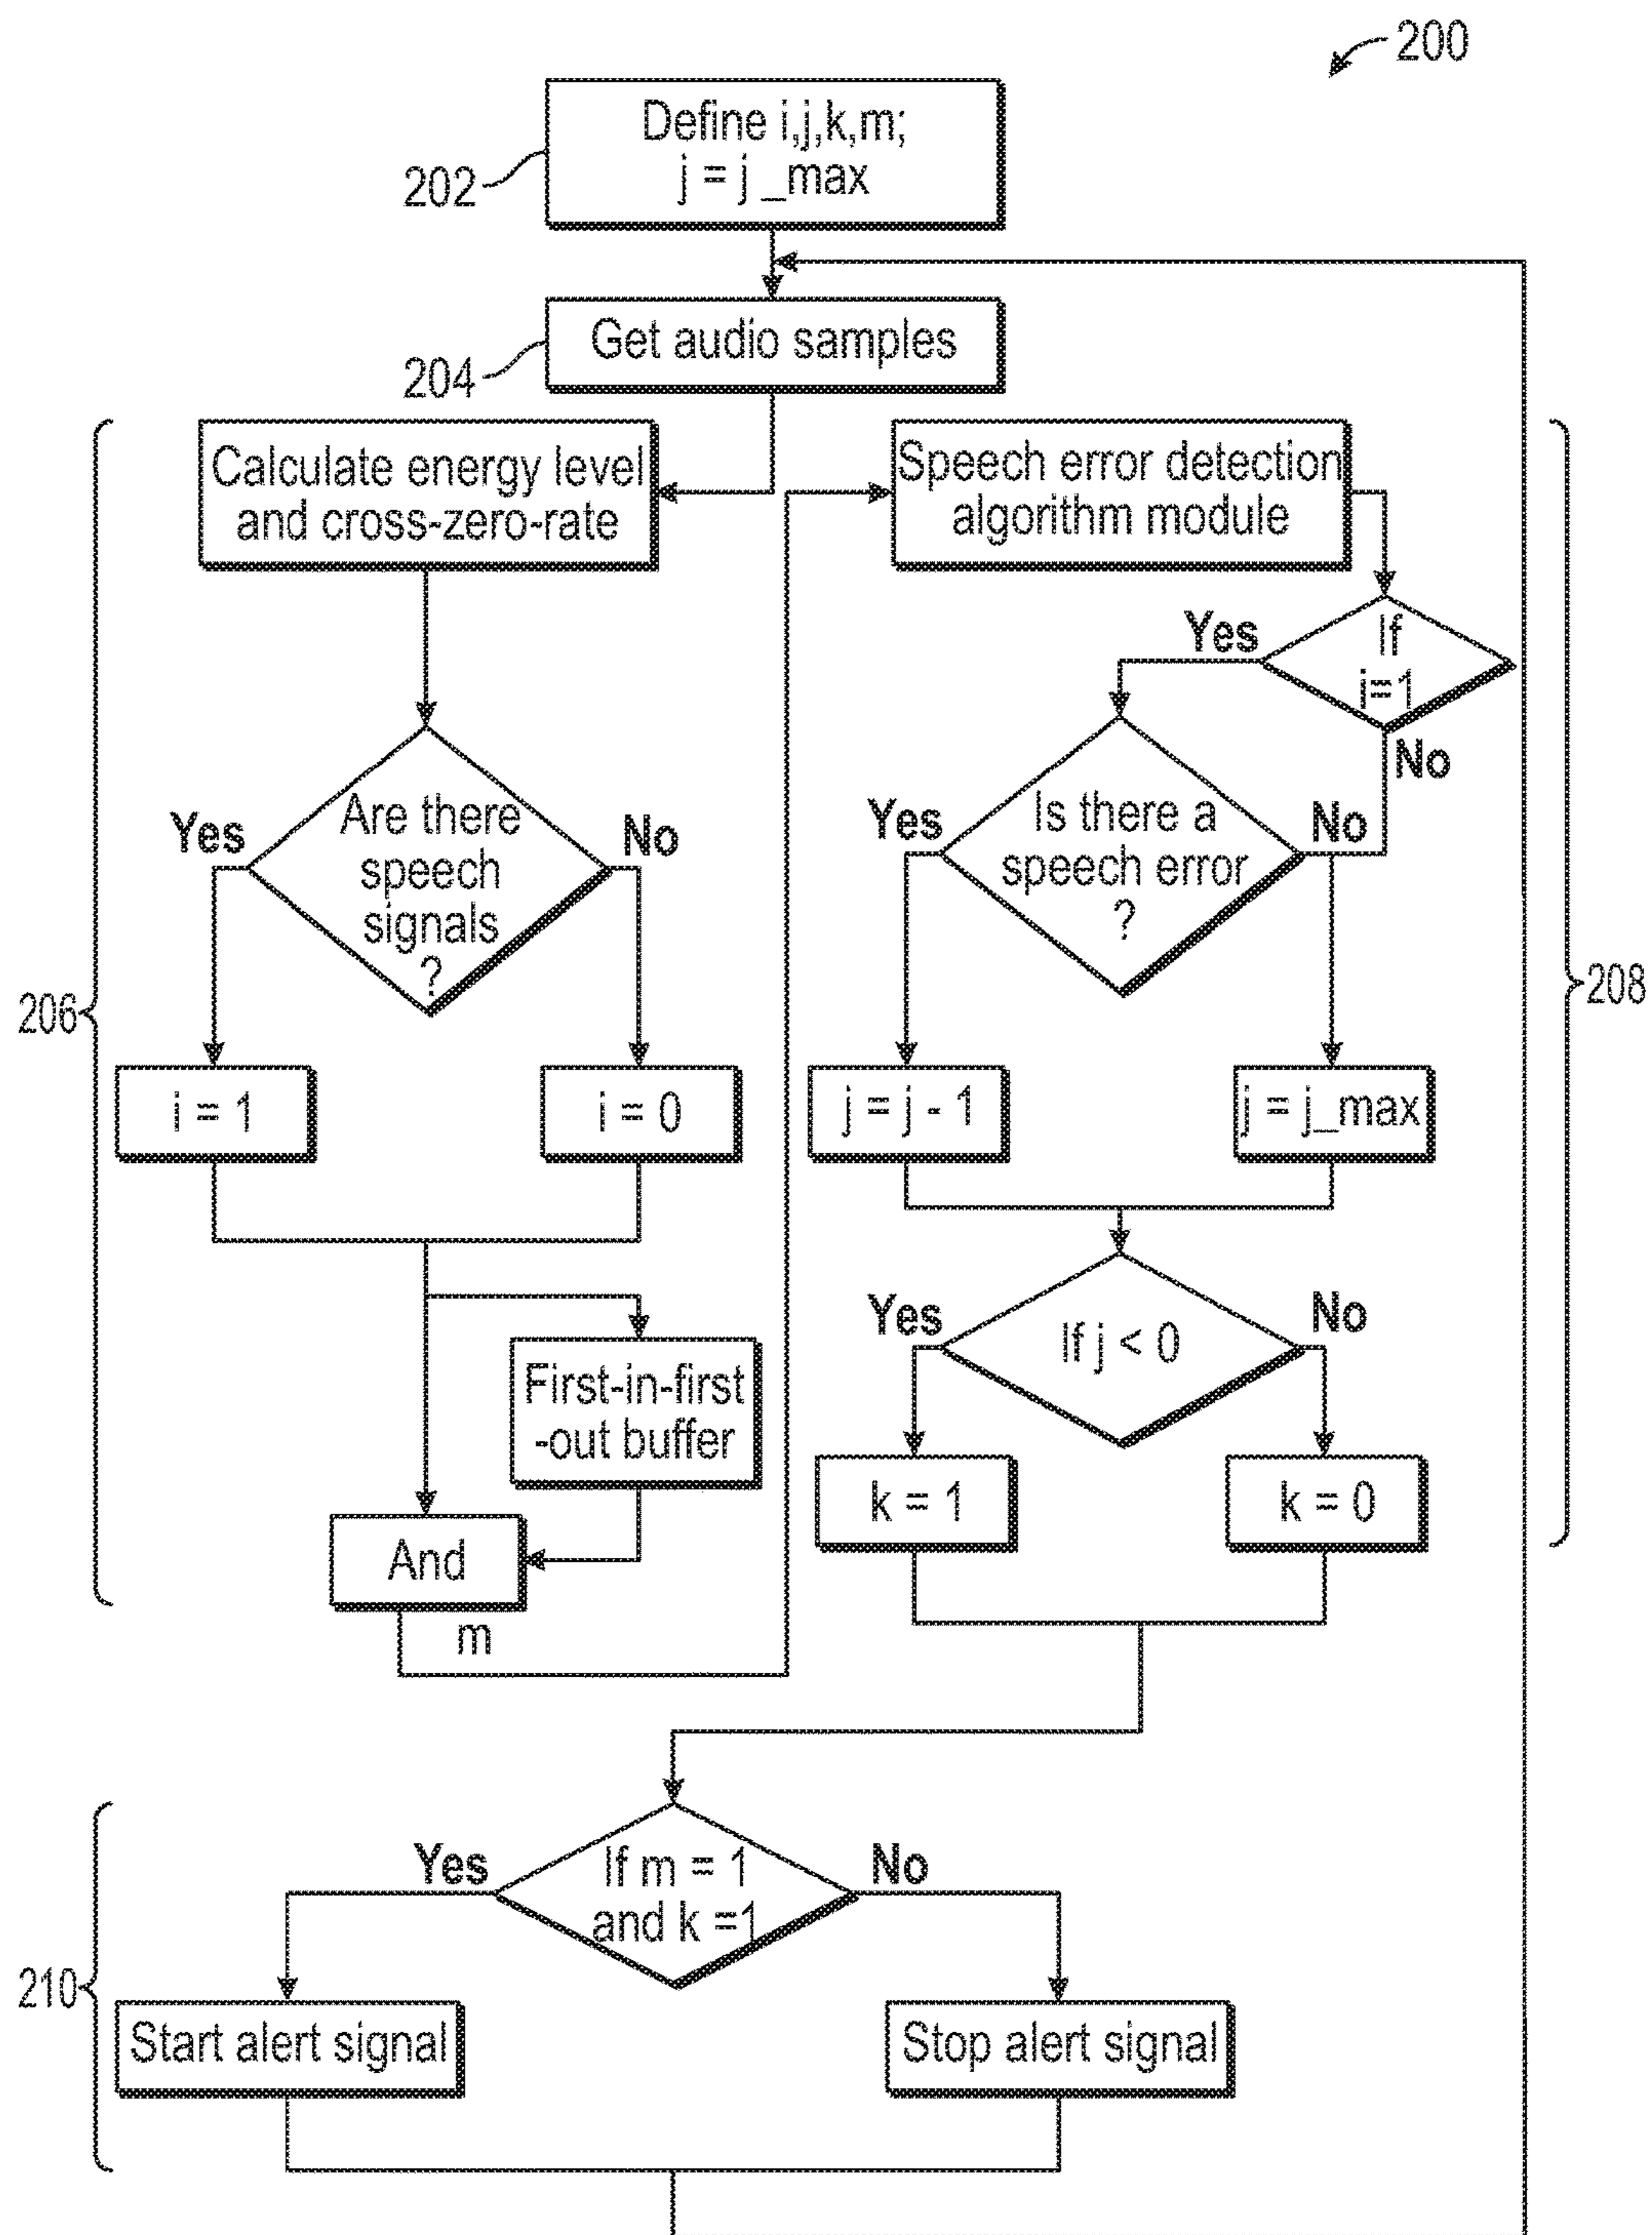 200
Define i,j,k,m;
j = j _max
202
Get audio samples
204
Calculate energy level
and cross-zero-rate
Speech error detection
algorithm module
Yes
If
i=1
No
Yes
Are there
speech
signals
?
No
Yes
Is there a
speech error
?
No
206
208
i = 1
i = 0
j = j - 1
j = j_max
Yes
If j < 0
No
First-in-first
-out buffer
k = 1
k = 0
And
m
Yes
If m = 1
and k =1
No
210
Start alert signal
Stop alert signal